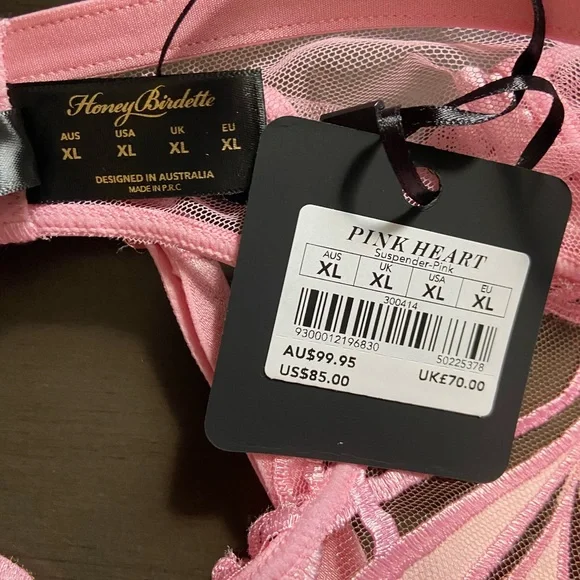 Honey Birdette
AUS USA UK EU
XL XL XL XL
DESIGNED IN AUSTRALIA
MADE IN P.R.C
PINK HEART
Suspender-Pink
AUS UK USA EU
XL XL XL XL
300414
9300012196830 50225378
AU$99.95
US$85.00 UK£70.00